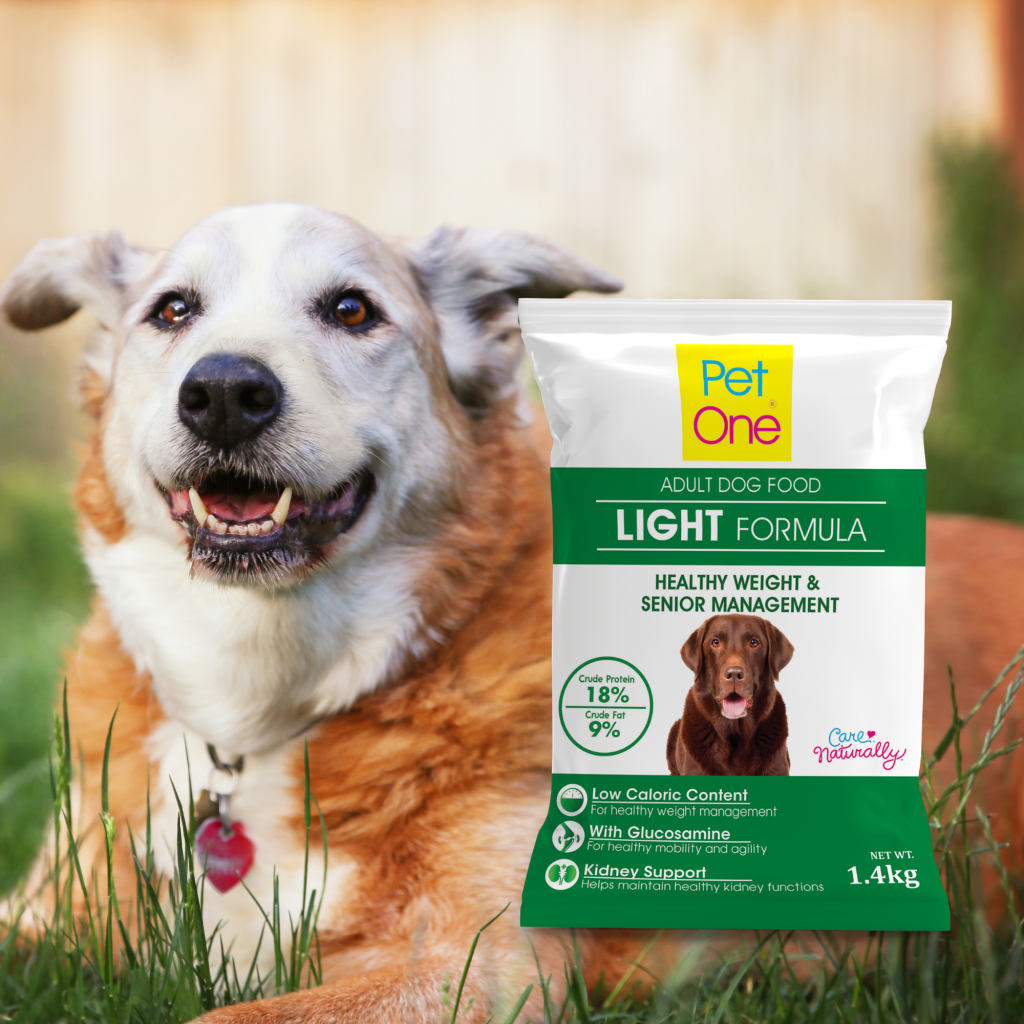 Pet
One®
ADULT DOG FOOD
LIGHT FORMULA
HEALTHY WEIGHT &
SENIOR MANAGEMENT
Crude Protein
18%
Crude Fat
9%
Care
Naturally!
Low Caloric Content
For healthy weight management
With Glucosamine
For healthy mobility and agility
Kidney Support
Helps maintain healthy kidney functions
NET WT.
1.4kg